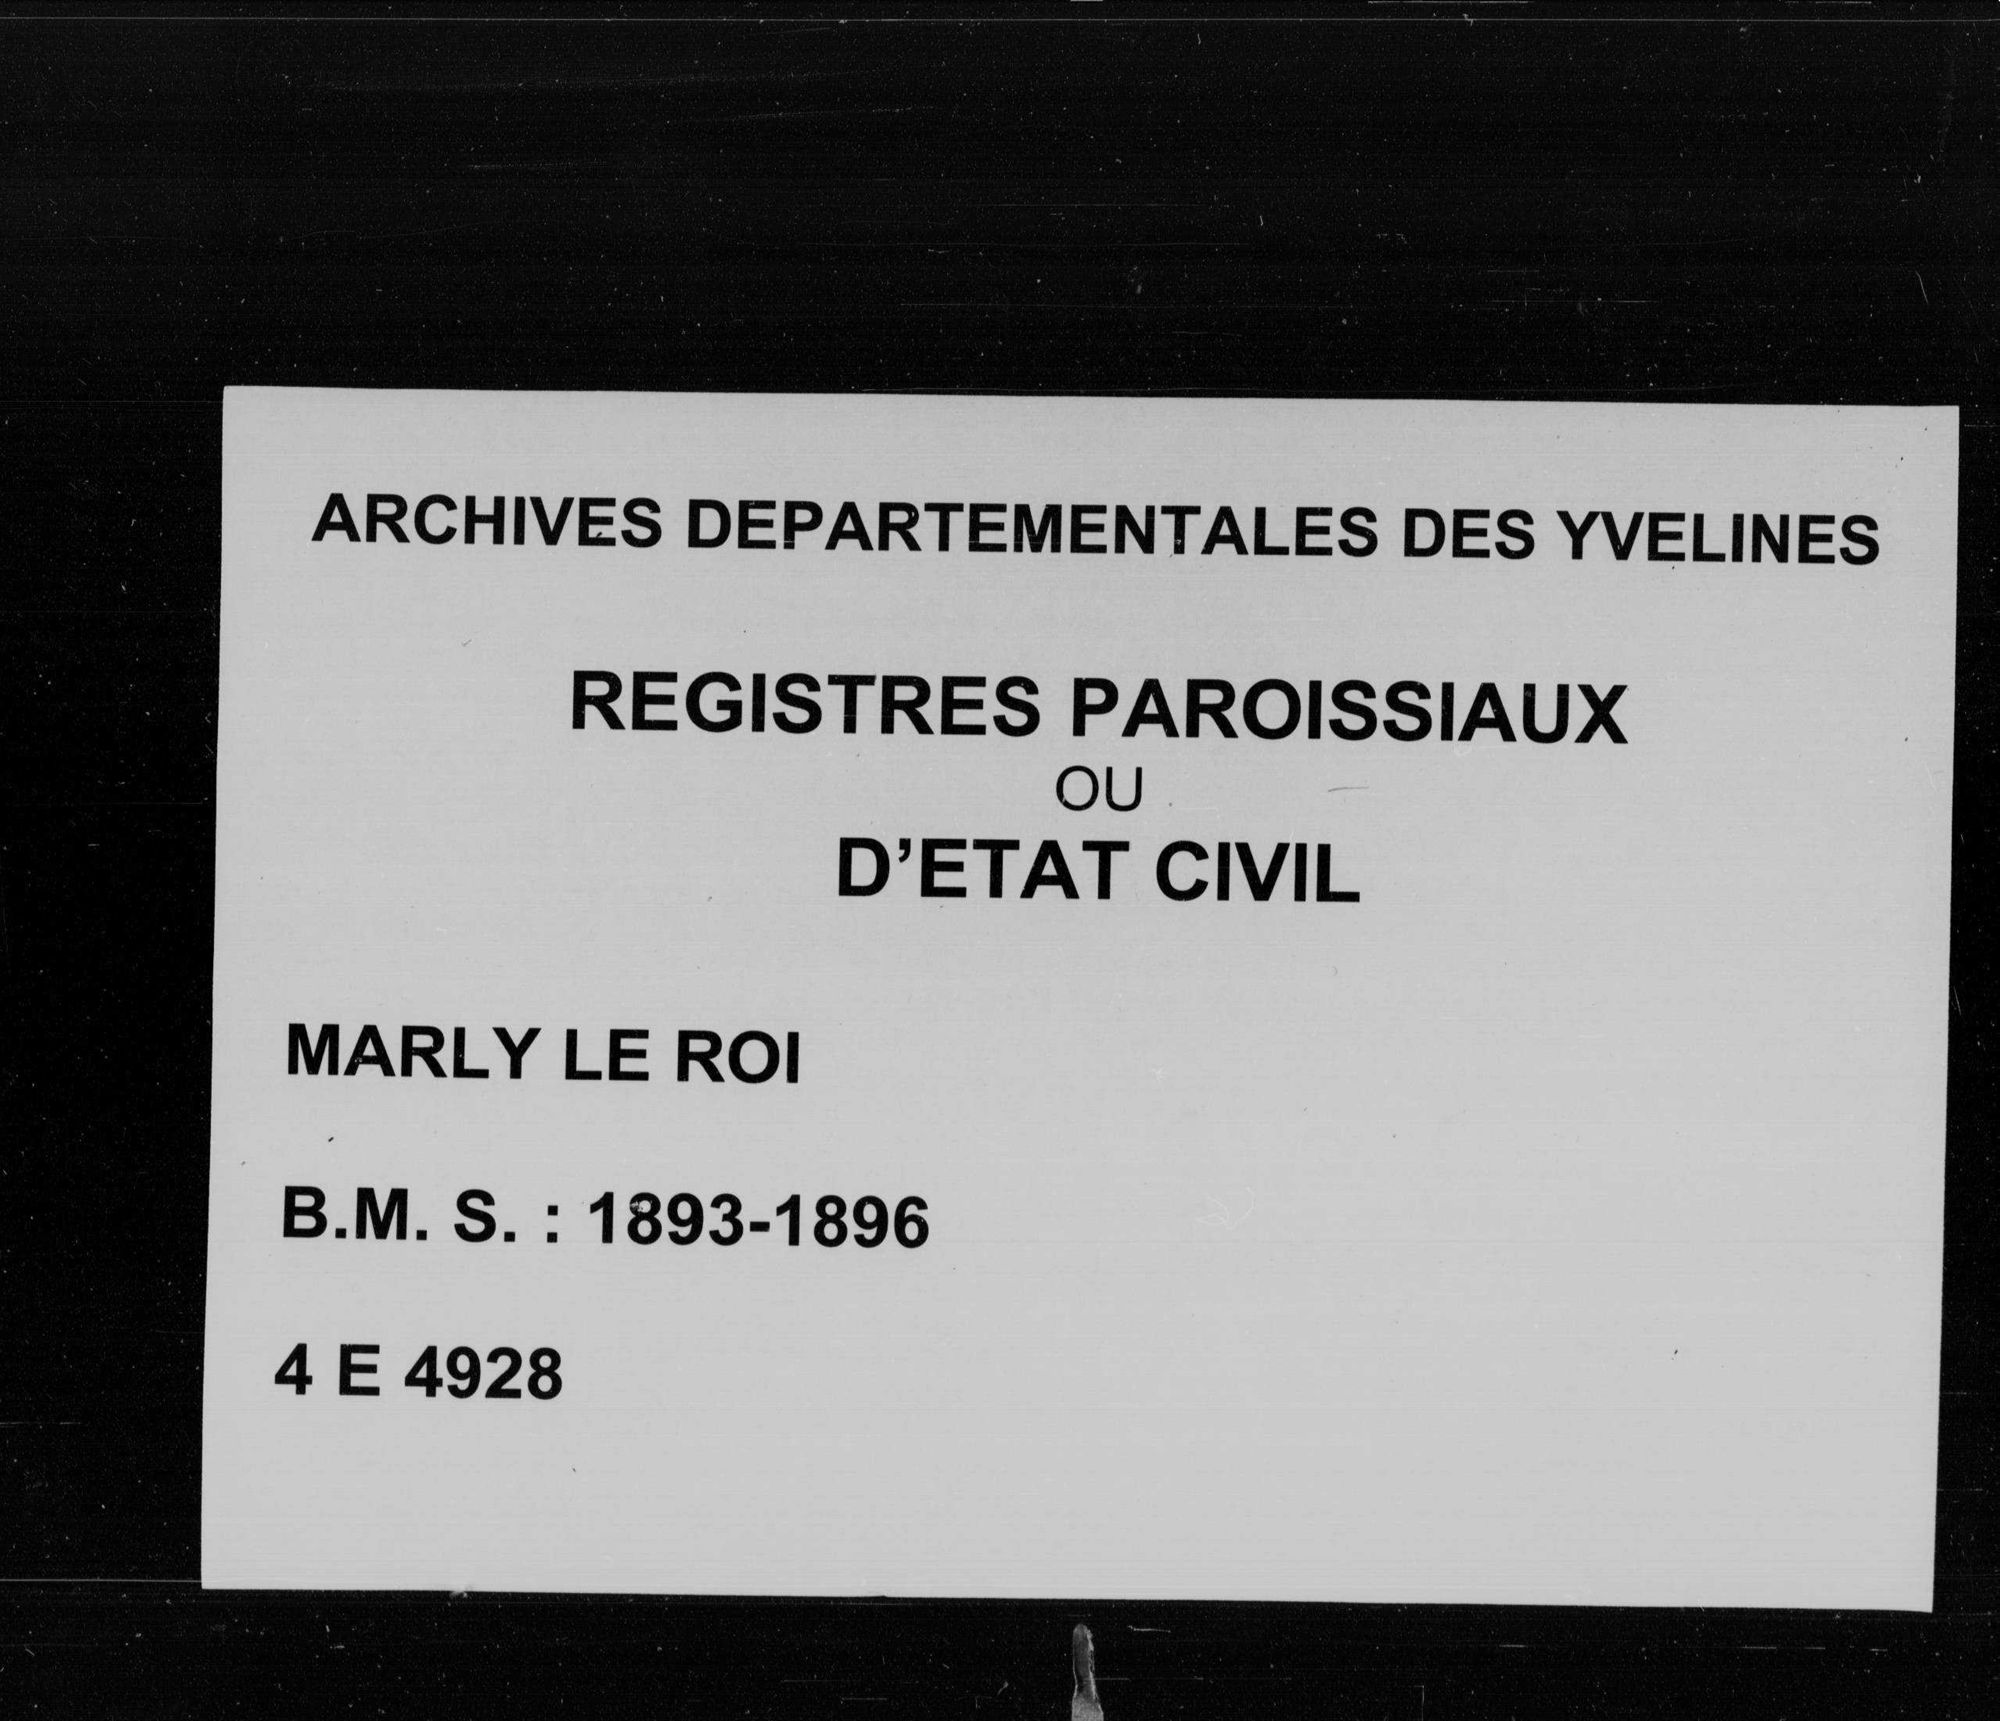 ARCHIVES DEPARTEMENTALES DES YVELINES
REGISTRES PAROISSIAUX
OU
D'ETAT CIVIL
MARLY LE ROI
B.M. S. : 1893-1896
4 E 4928